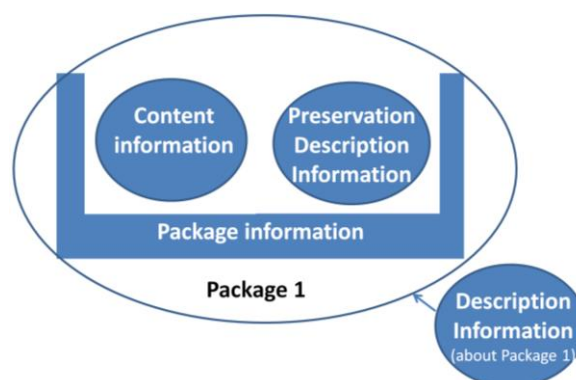 Content
information
Preservation
Description
Information
Package information
Package 1
Description
Information
(about Package 1)